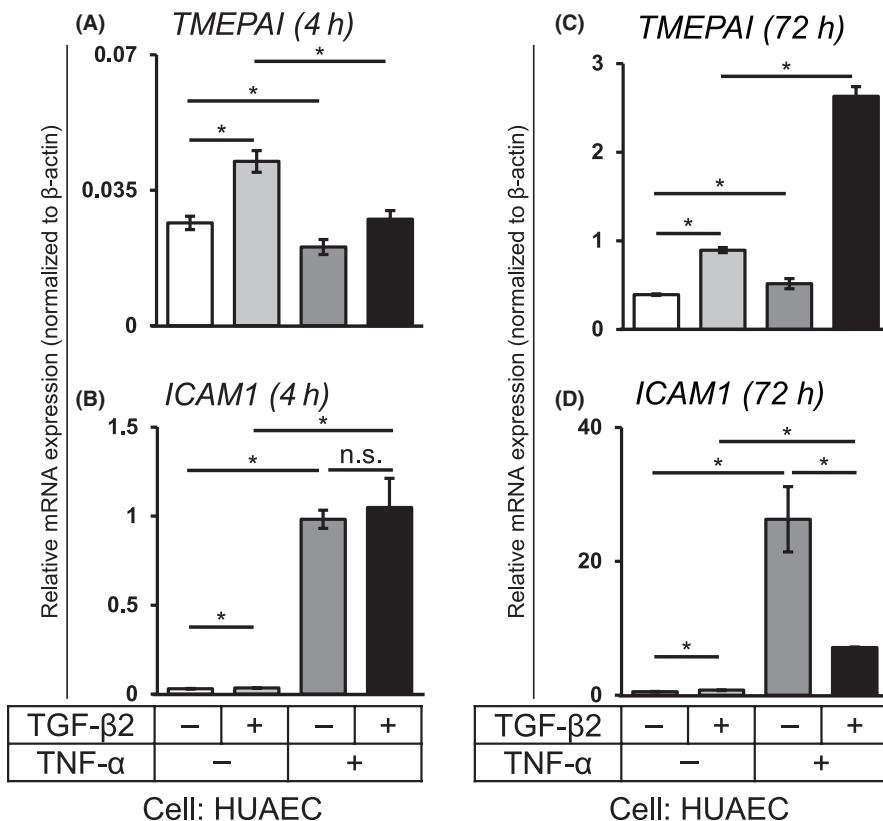 (A)
TMEPAI (4 h)
Relative mRNA expression (normalized to β-actin)
0.07
0.035
0
*
*
*
(B)
ICAM1 (4 h)
1.5
1
0.5
0
*
*
n.s.
*
TGF-β2 − + − +
TNF-α − +
Cell: HUAEC
(C)
TMEPAI (72 h)
Relative mRNA expression (normalized to β-actin)
3
2
1
0
*
*
*
(D)
ICAM1 (72 h)
40
20
0
*
*
*
*
TGF-β2 − + − +
TNF-α − +
Cell: HUAEC